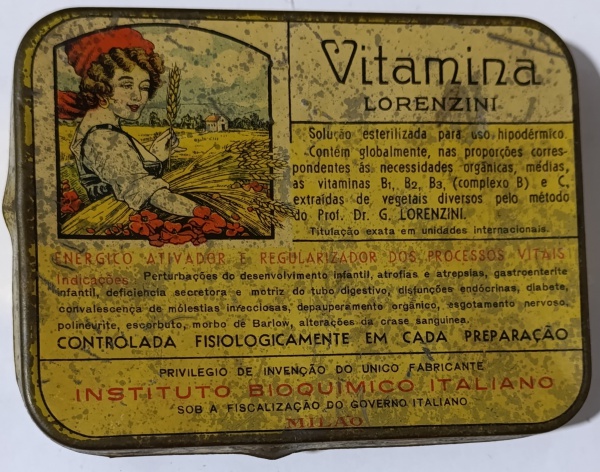 Vitamina
LORENZINI
Solução esterilizada para uso hipodérmico.
Contém globalmente, nas proporções corres-
pondentes ás necessidades orgânicas, médias,
as vitaminas B1, B2, B3, (complexo B) e C,
extraidas de vegetais diversos pelo método
do Prof. Dr. G. LORENZINI.
Titulação exata em unidades internacionais.
ENERGICO ATIVADOR E REGULARIZADOR DOS PROCESSOS VITAIS
Indicações: Perturbações do desenvolvimento infantil, atrofias e atrepsias, gastroenterite
infantil, deficiencia secretora e motriz do tubo digestivo, disfunções endócrinas, diabete,
convalescença de môlestias infecciosas, depauperamento orgânico, esgotamento nervoso,
polineurite, escorbuto, morbo de Barlow, alterações da crase sanguinea.
CONTRÔLADA FISIOLOGICAMENTE EM CADA PREPARAÇÃO
PRIVILEGIO DE INVENÇÃO DO UNICO FABRICANTE
INSTITUTO BIOQUIMICO ITALIANO
SOB A FISCALIZAÇÃO DO GOVERNO ITALIANO
MILÃO